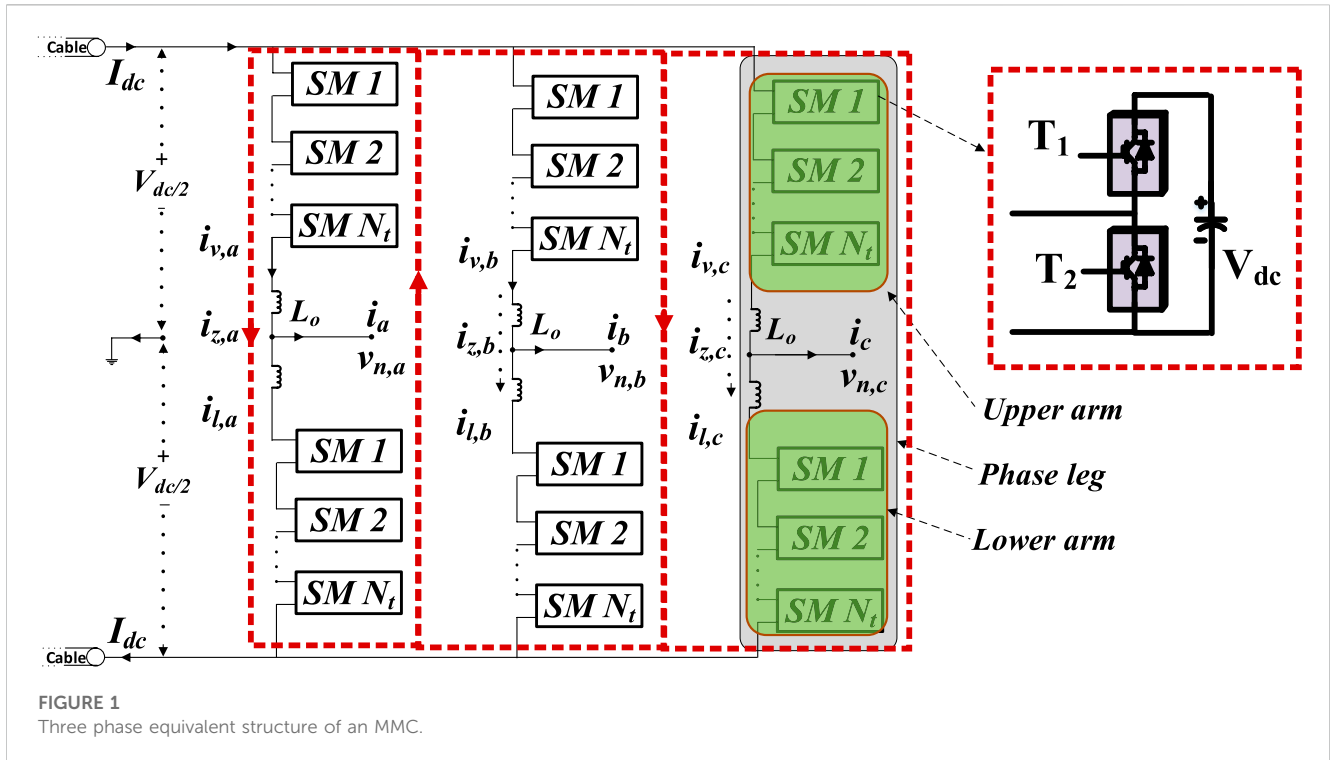 Cable
I_dc
+
V_dc/2
−
+
V_dc/2
−
I_dc
Cable
SM 1
SM 2
SM N_t
i_v,a
L_o
i_z,a
i_a
v_n,a
i_l,a
SM 1
SM 2
SM N_t
SM 1
SM 2
SM N_t
i_v,b
L_o
i_z,b
i_b
v_n,b
i_l,b
SM 1
SM 2
SM N_t
SM 1
SM 2
SM N_t
i_v,c
L_o
i_z,c
i_c
v_n,c
i_l,c
SM 1
SM 2
SM N_t
T_1
T_2
+
-
V_dc
Upper arm
Phase leg
Lower arm
FIGURE 1
Three phase equivalent structure of an MMC.